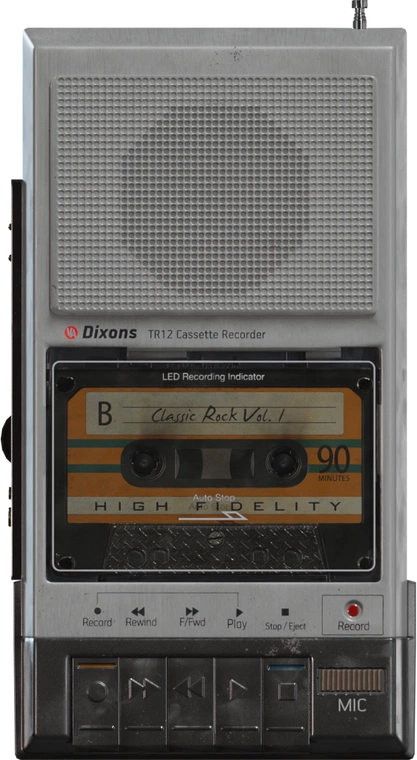 Dixons TR12 Cassette Recorder
LED Recording Indicator
B Classic Rock Vol. 1
90
MINUTES
Auto Stop
HIGH FIDELITY
Record Rewind F/Fwd Play Stop / Eject Record
MIC